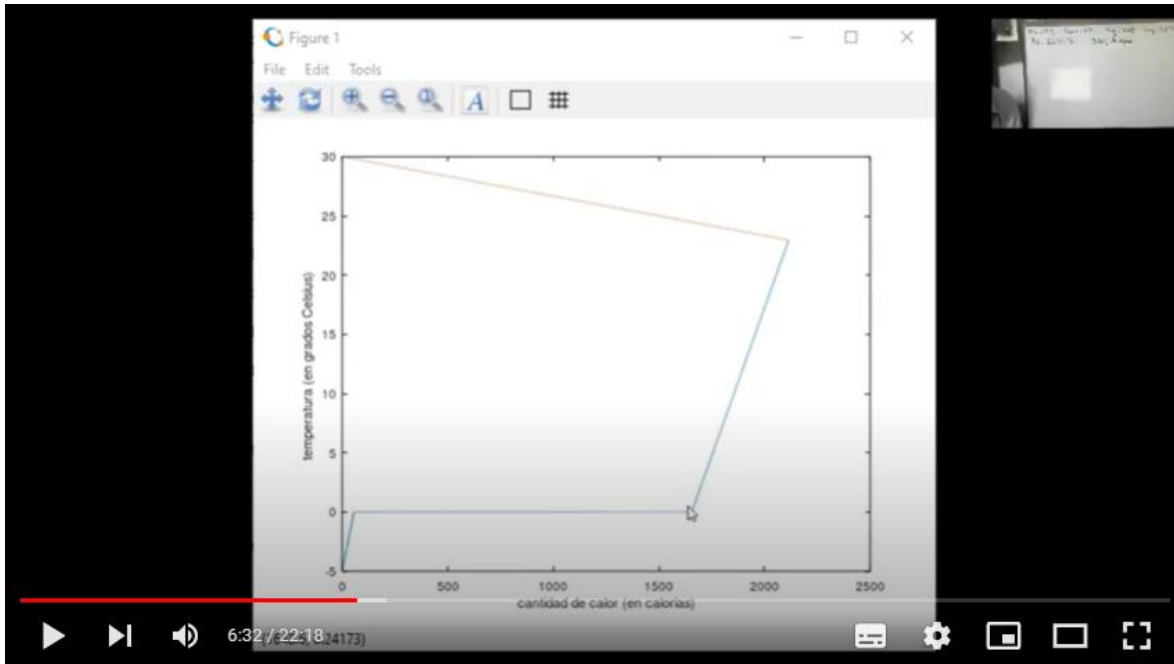 Figure 1
File Edit Tools
A
30
25
20
15
10
5
0
-5
0 500 1000 1500 2000 2500
temperatura (en grados Celsius)
cantidad de calor (en calorías)
6:32 / 22:18